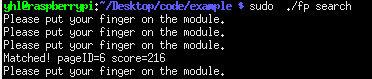 yhl@raspberrypi:~/Desktop/code/example $ sudo ./fp search
Please put your finger on the module.
Please put your finger on the module.
Please put your finger on the module.
Matched! pageID=6 score=216
Please put your finger on the module.